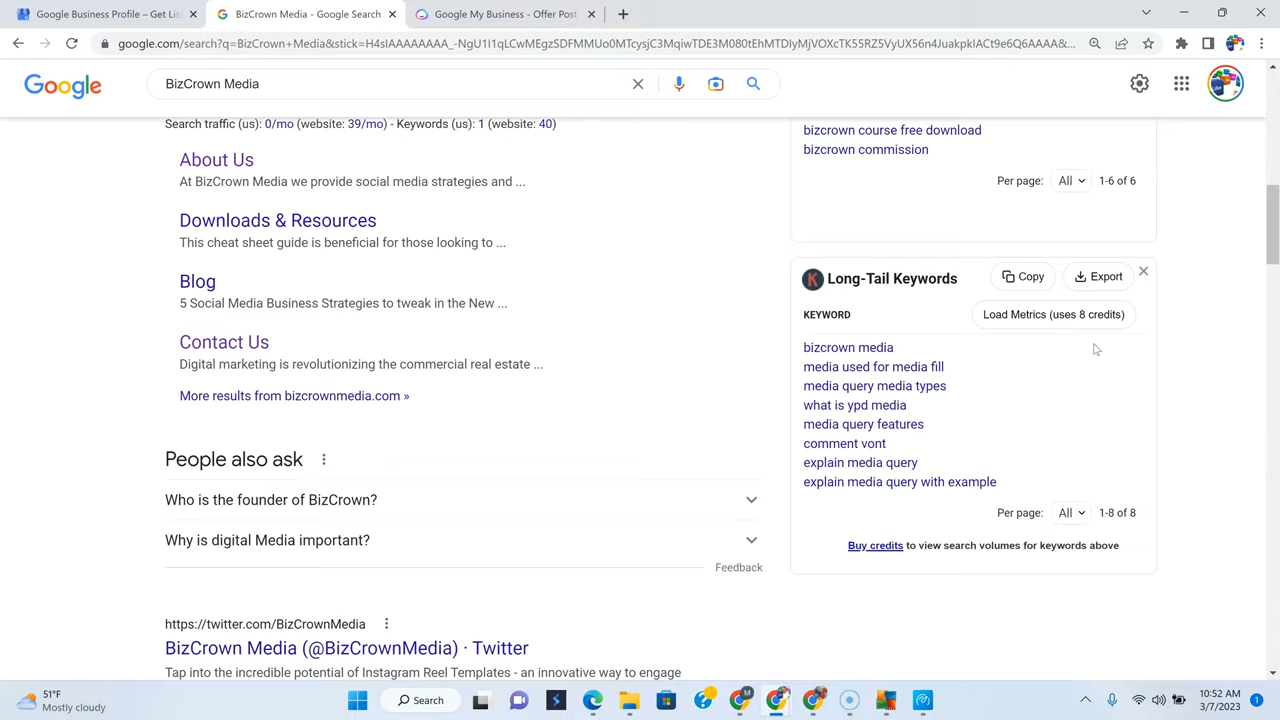 Google Business Profile – Get Lis
BizCrown Media - Google Search
Google My Business - Offer Post
google.com/search?q=BizCrown+Media&stick=
Google
BizCrown Media
Search traffic (us): 0/mo (website: 39/mo) - Keywords (us): 1 (website: 40)
About Us
At BizCrown Media we provide social media strategies and ...
Downloads & Resources
This cheat sheet guide is beneficial for those looking to ...
Blog
5 Social Media Business Strategies to tweak in the New ...
Contact Us
Digital marketing is revolutionizing the commercial real estate ...
More results from bizcrownmedia.com »
People also ask
Who is the founder of BizCrown?
Why is digital Media important?
Feedback
https://twitter.com/BizCrownMedia
BizCrown Media (@BizCrownMedia) · Twitter
Tap into the incredible potential of Instagram Reel Templates - an innovative way to engage
bizcrown course free download
bizcrown commission
Per page: All 1-6 of 6
K Long-Tail Keywords Copy Export
KEYWORD Load Metrics (uses 8 credits)
bizcrown media
media used for media fill
media query media types
what is ypd media
media query features
comment vont
explain media query
explain media query with example
Per page: All 1-8 of 8
Buy credits to view search volumes for keywords above
51°F
Mostly cloudy
Search
10:52 AM
3/7/2023
1